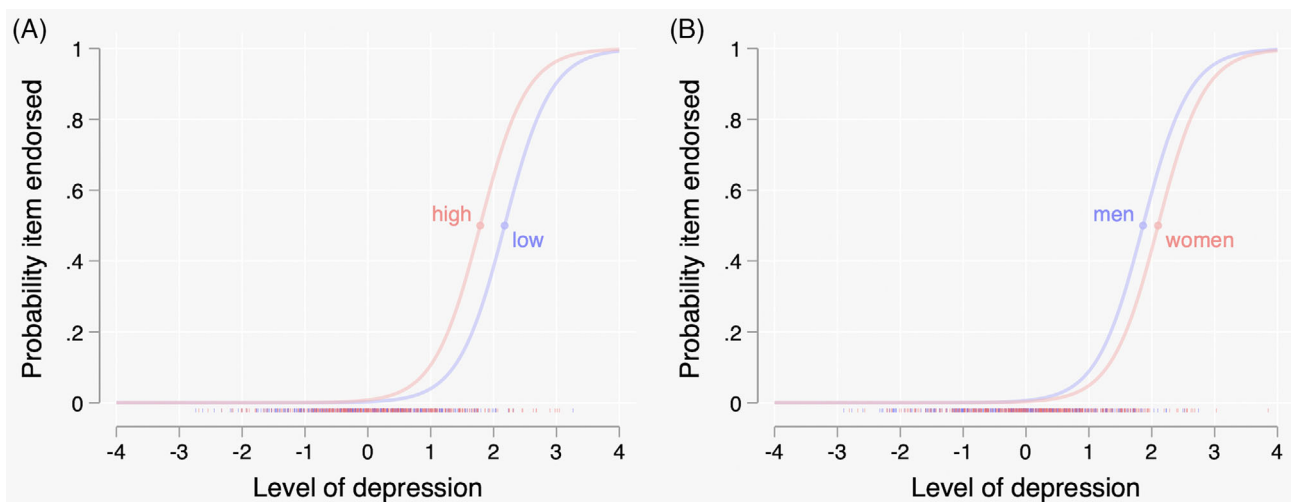 (A)
Probability item endorsed
1
.8
.6
.4
.2
0
high
low
-4 -3 -2 -1 0 1 2 3 4
Level of depression
(B)
Probability item endorsed
1
.8
.6
.4
.2
0
men
women
-4 -3 -2 -1 0 1 2 3 4
Level of depression